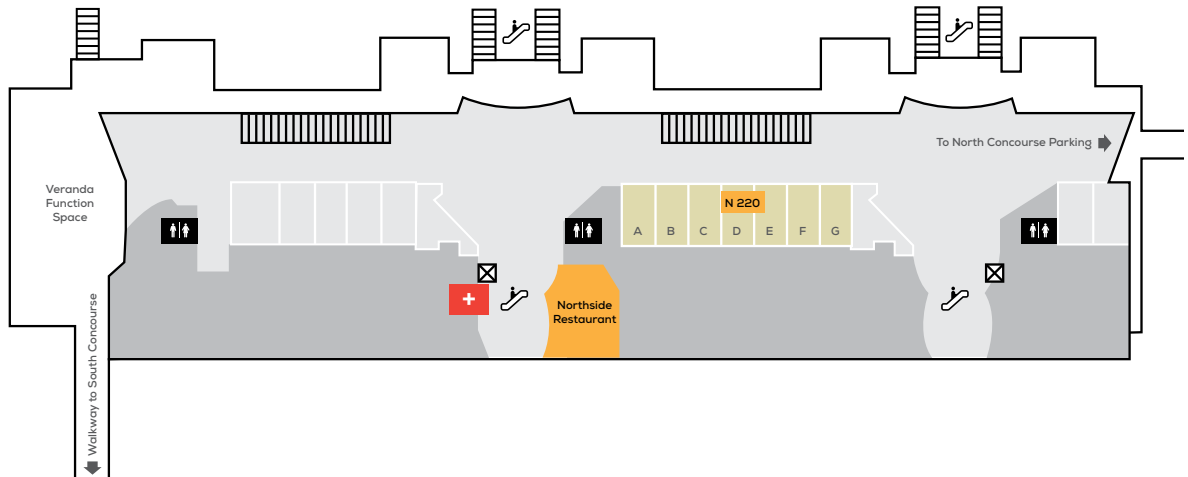 To North Concourse Parking
Veranda
Function
Space
N 220
A B C D E F G
Northside
Restaurant
Walkway to South Concourse